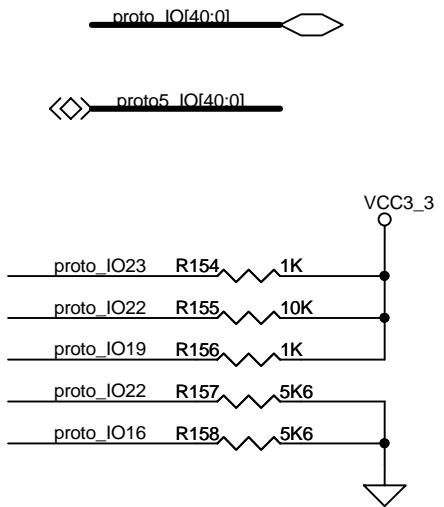 proto_IO[40:0]
proto5_IO[40:0]
VCC3_3
proto_IO23 R154 1K
proto_IO22 R155 10K
proto_IO19 R156 1K
proto_IO22 R157 5K6
proto_IO16 R158 5K6